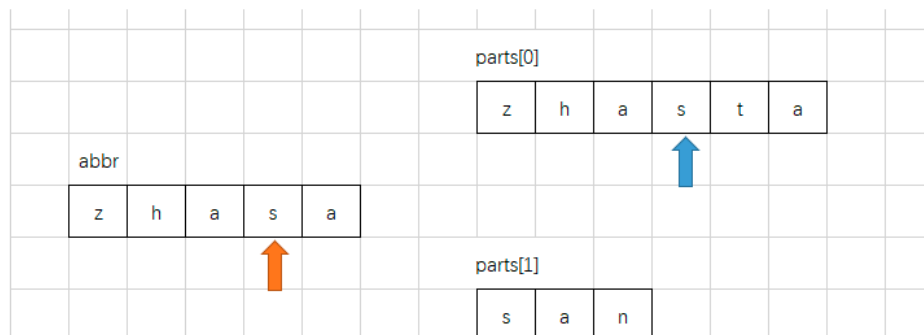 parts[0]
z h a s t a
abbr
z h a s a
parts[1]
s a n